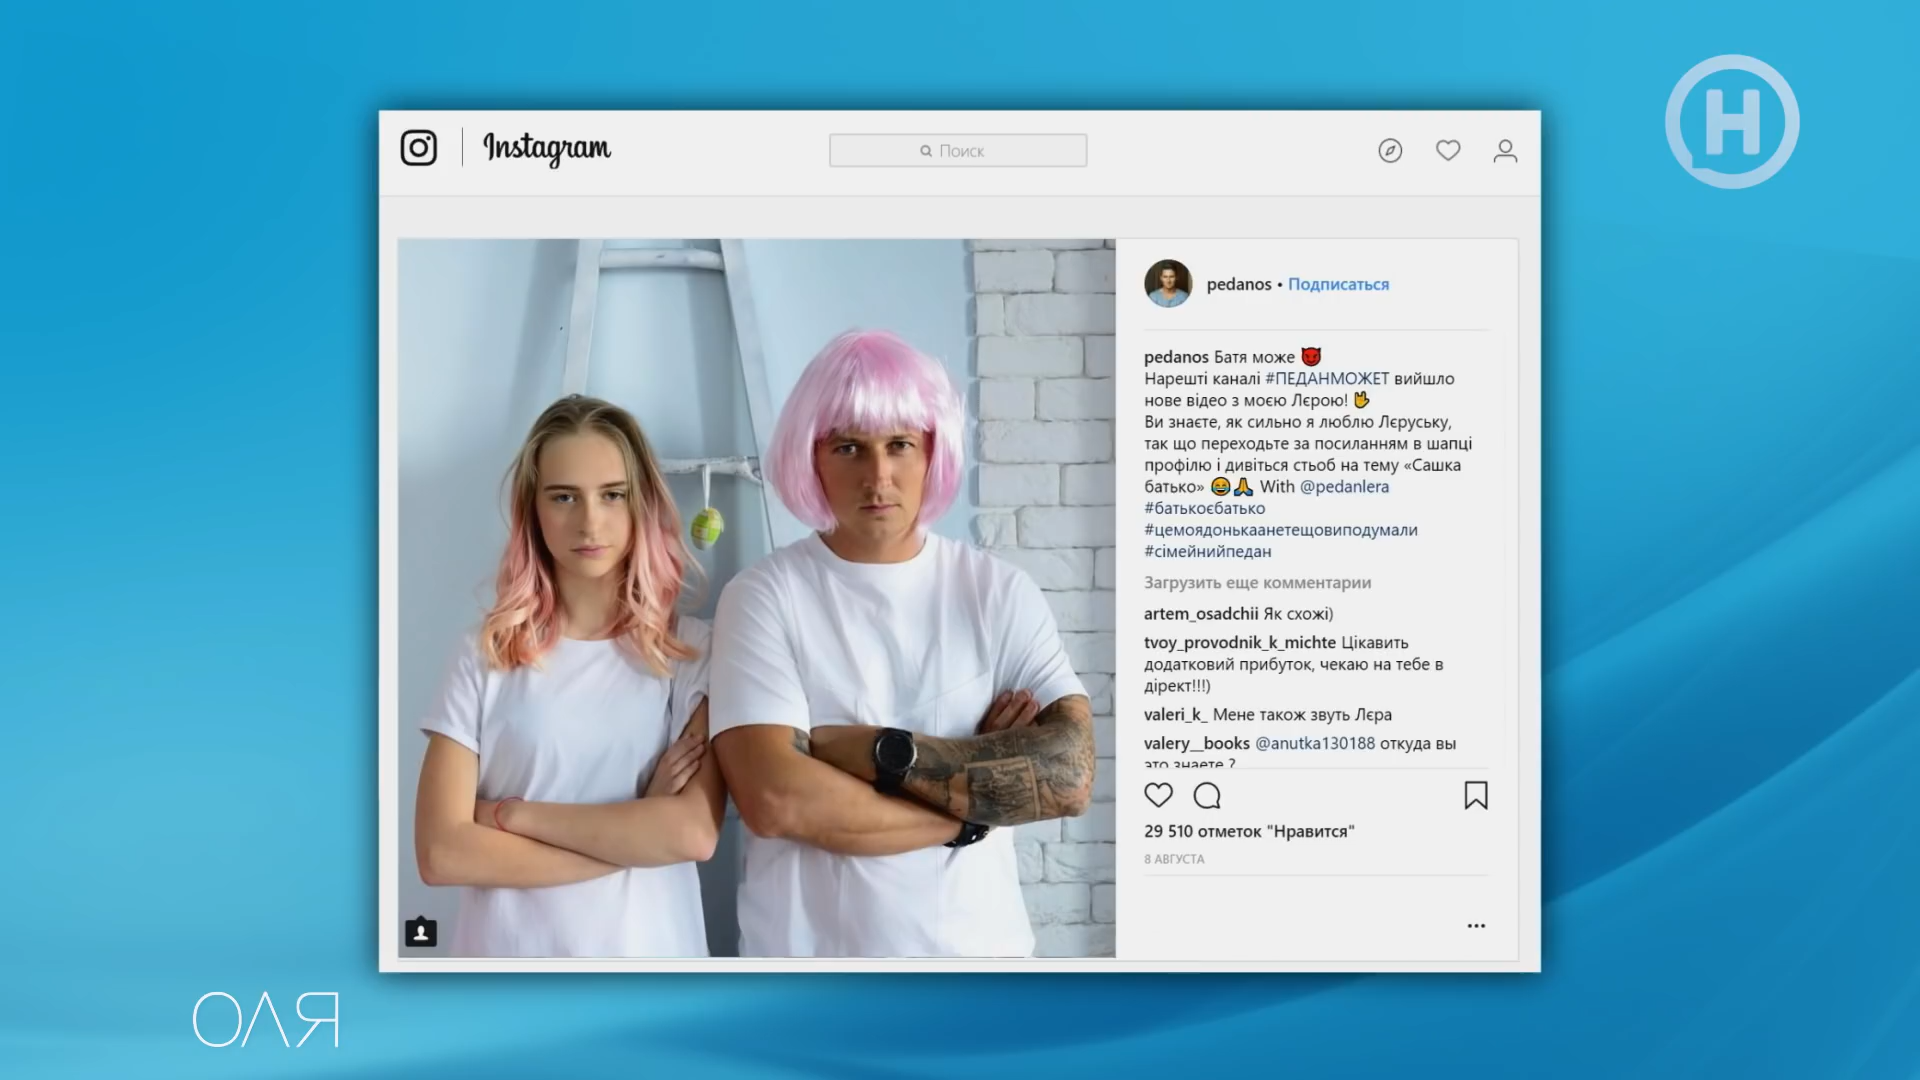 Instagram
Поиск
H
pedanos • Подписаться
pedanos Батя може 😈
Нарешті каналі #ПЕДАНМОЖЕТ вийшло
нове відео з моєю Лєрою! 🤟
Ви знаєте, як сильно я люблю Лєруську,
так що переходьте за посиланням в шапці
профілю і дивіться стьоб на тему «Сашка
батько» 😂🙏 With @pedanlera
#батькоєбатько
#цемоядонькаанетещовиподумали
#сімейнийпедан
Загрузить еще комментарии
artem_osadchii Як схожі)
tvoy_provodnik_k_michte Цікавить
додатковий прибуток, чекаю на тебе в
дірект!!!)
valeri_k_ Мене також звуть Лєра
valery__books @anutka130188 откуда вы
это знаете ?
29 510 отметок "Нравится"
8 АВГУСТА
ОЛЯ